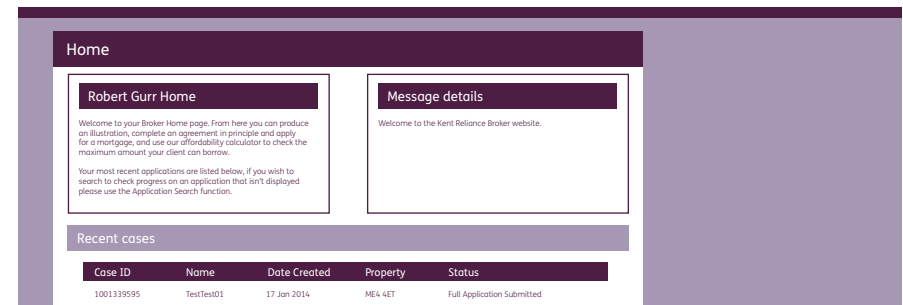 Home
Robert Gurr Home
Welcome to your Broker Home page. From here you can produce
an illustration, complete an agreement in principle and apply
for a mortgage, and use our affordability calculator to check the
maximum amount your client can borrow.
Your most recent applications are listed below, if you wish to
search to check progress on an application that isn't displayed
please use the Application Search function.
Message details
Welcome to the Kent Reliance Broker website.
Recent cases
Case ID Name Date Created Property Status
1001339595 TestTest01 17 Jan 2014 ME4 4ET Full Application Submitted